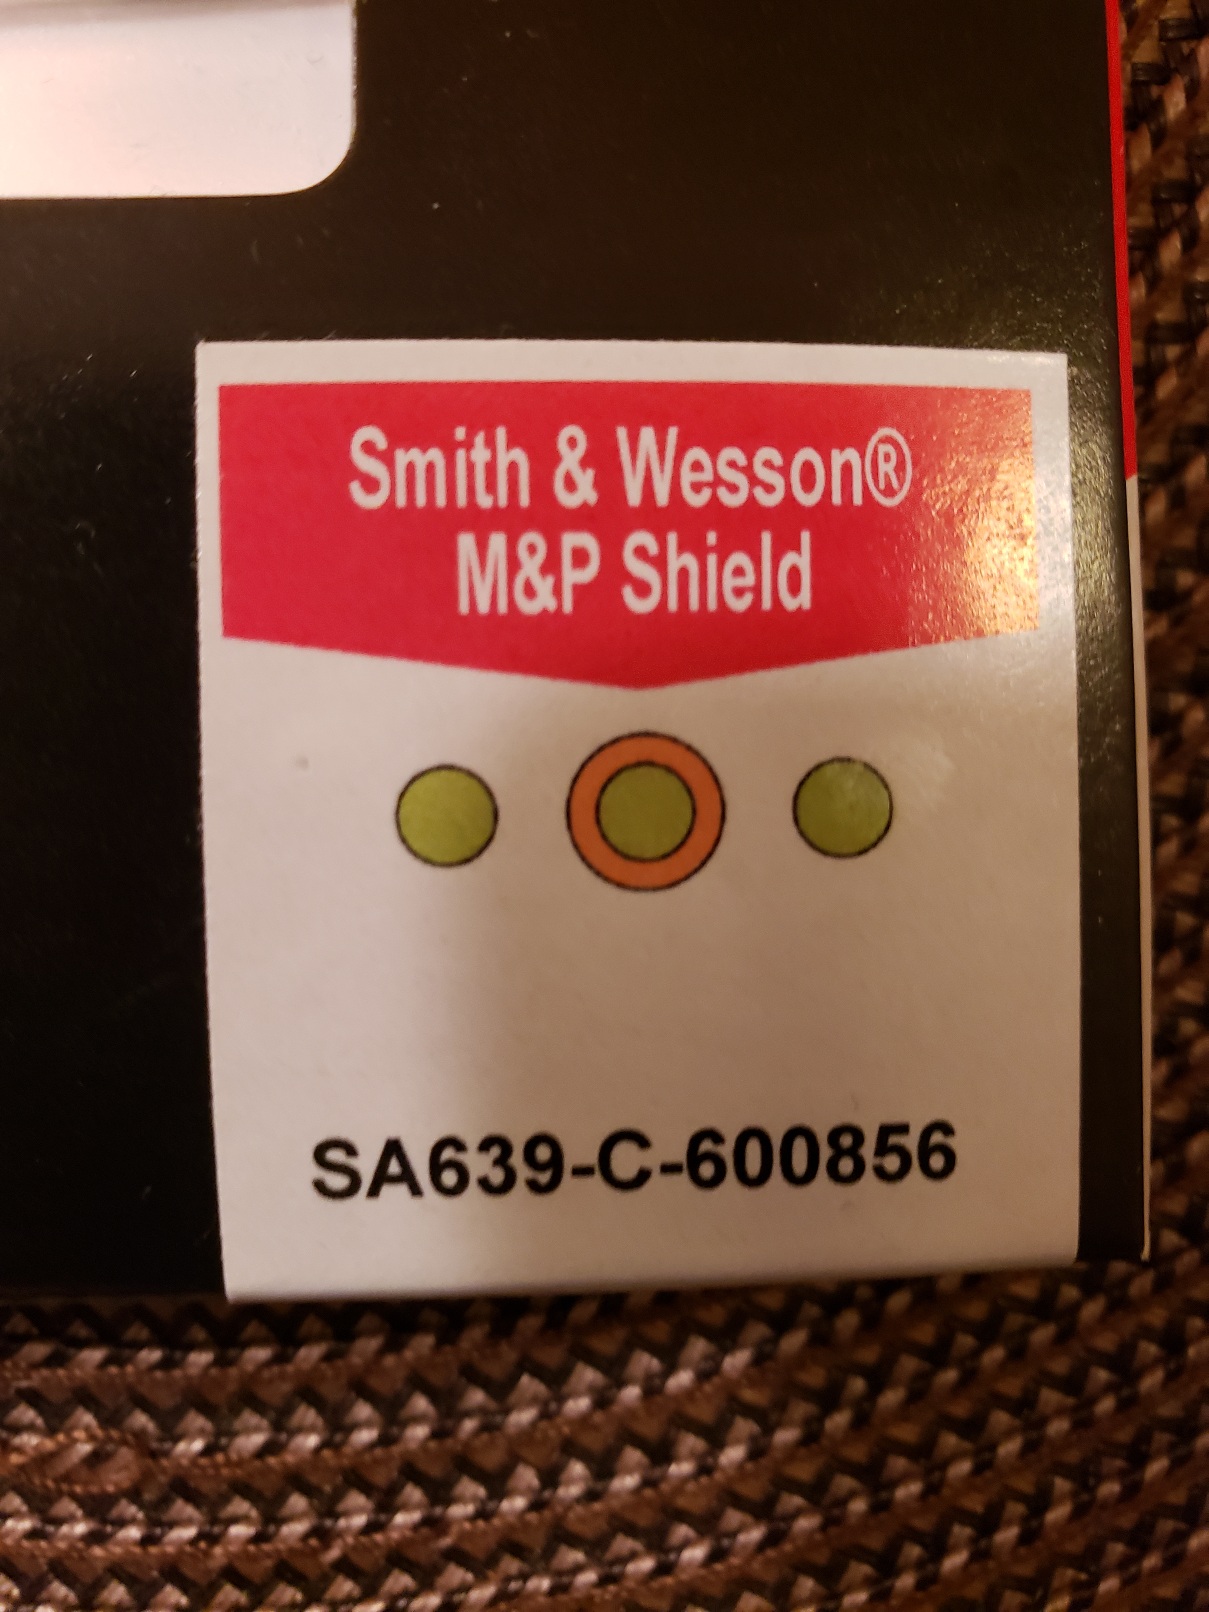 Smith & Wesson®
M&P Shield
SA639-C-600856